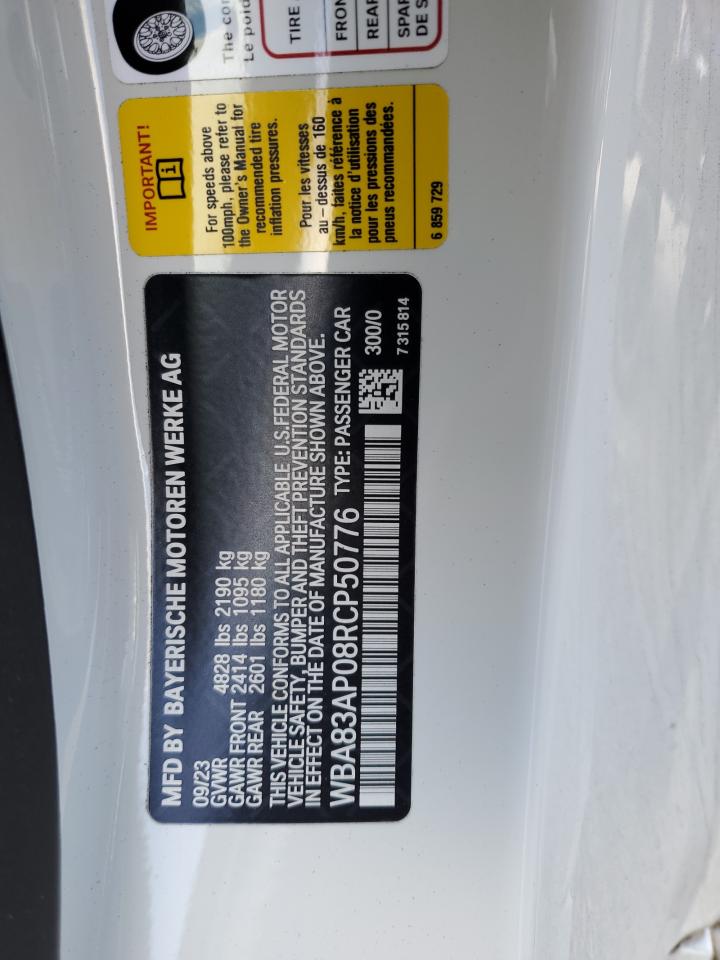 MFD BY BAYERISCHE MOTOREN WERKE AG
09/23
GVWR 4828 lbs 2190 kg
GAWR FRONT 2414 lbs 1095 kg
GAWR REAR 2601 lbs 1180 kg
THIS VEHICLE CONFORMS TO ALL APPLICABLE U.S.FEDERAL MOTOR
VEHICLE SAFETY, BUMPER AND THEFT PREVENTION STANDARDS
IN EFFECT ON THE DATE OF MANUFACTURE SHOWN ABOVE.
WBA83AP08RCP50776 TYPE: PASSENGER CAR
300/0
7 315 814
IMPORTANT!
i
For speeds above
100mph, please refer to
the Owner's Manual for
recommended tire
inflation pressures.
Pour les vitesses
au - dessus de 160
km/h, faites référence à
la notice d'utilisation
pour les pressions des
pneus recommandées.
6 859 729
The
Le
TIRE